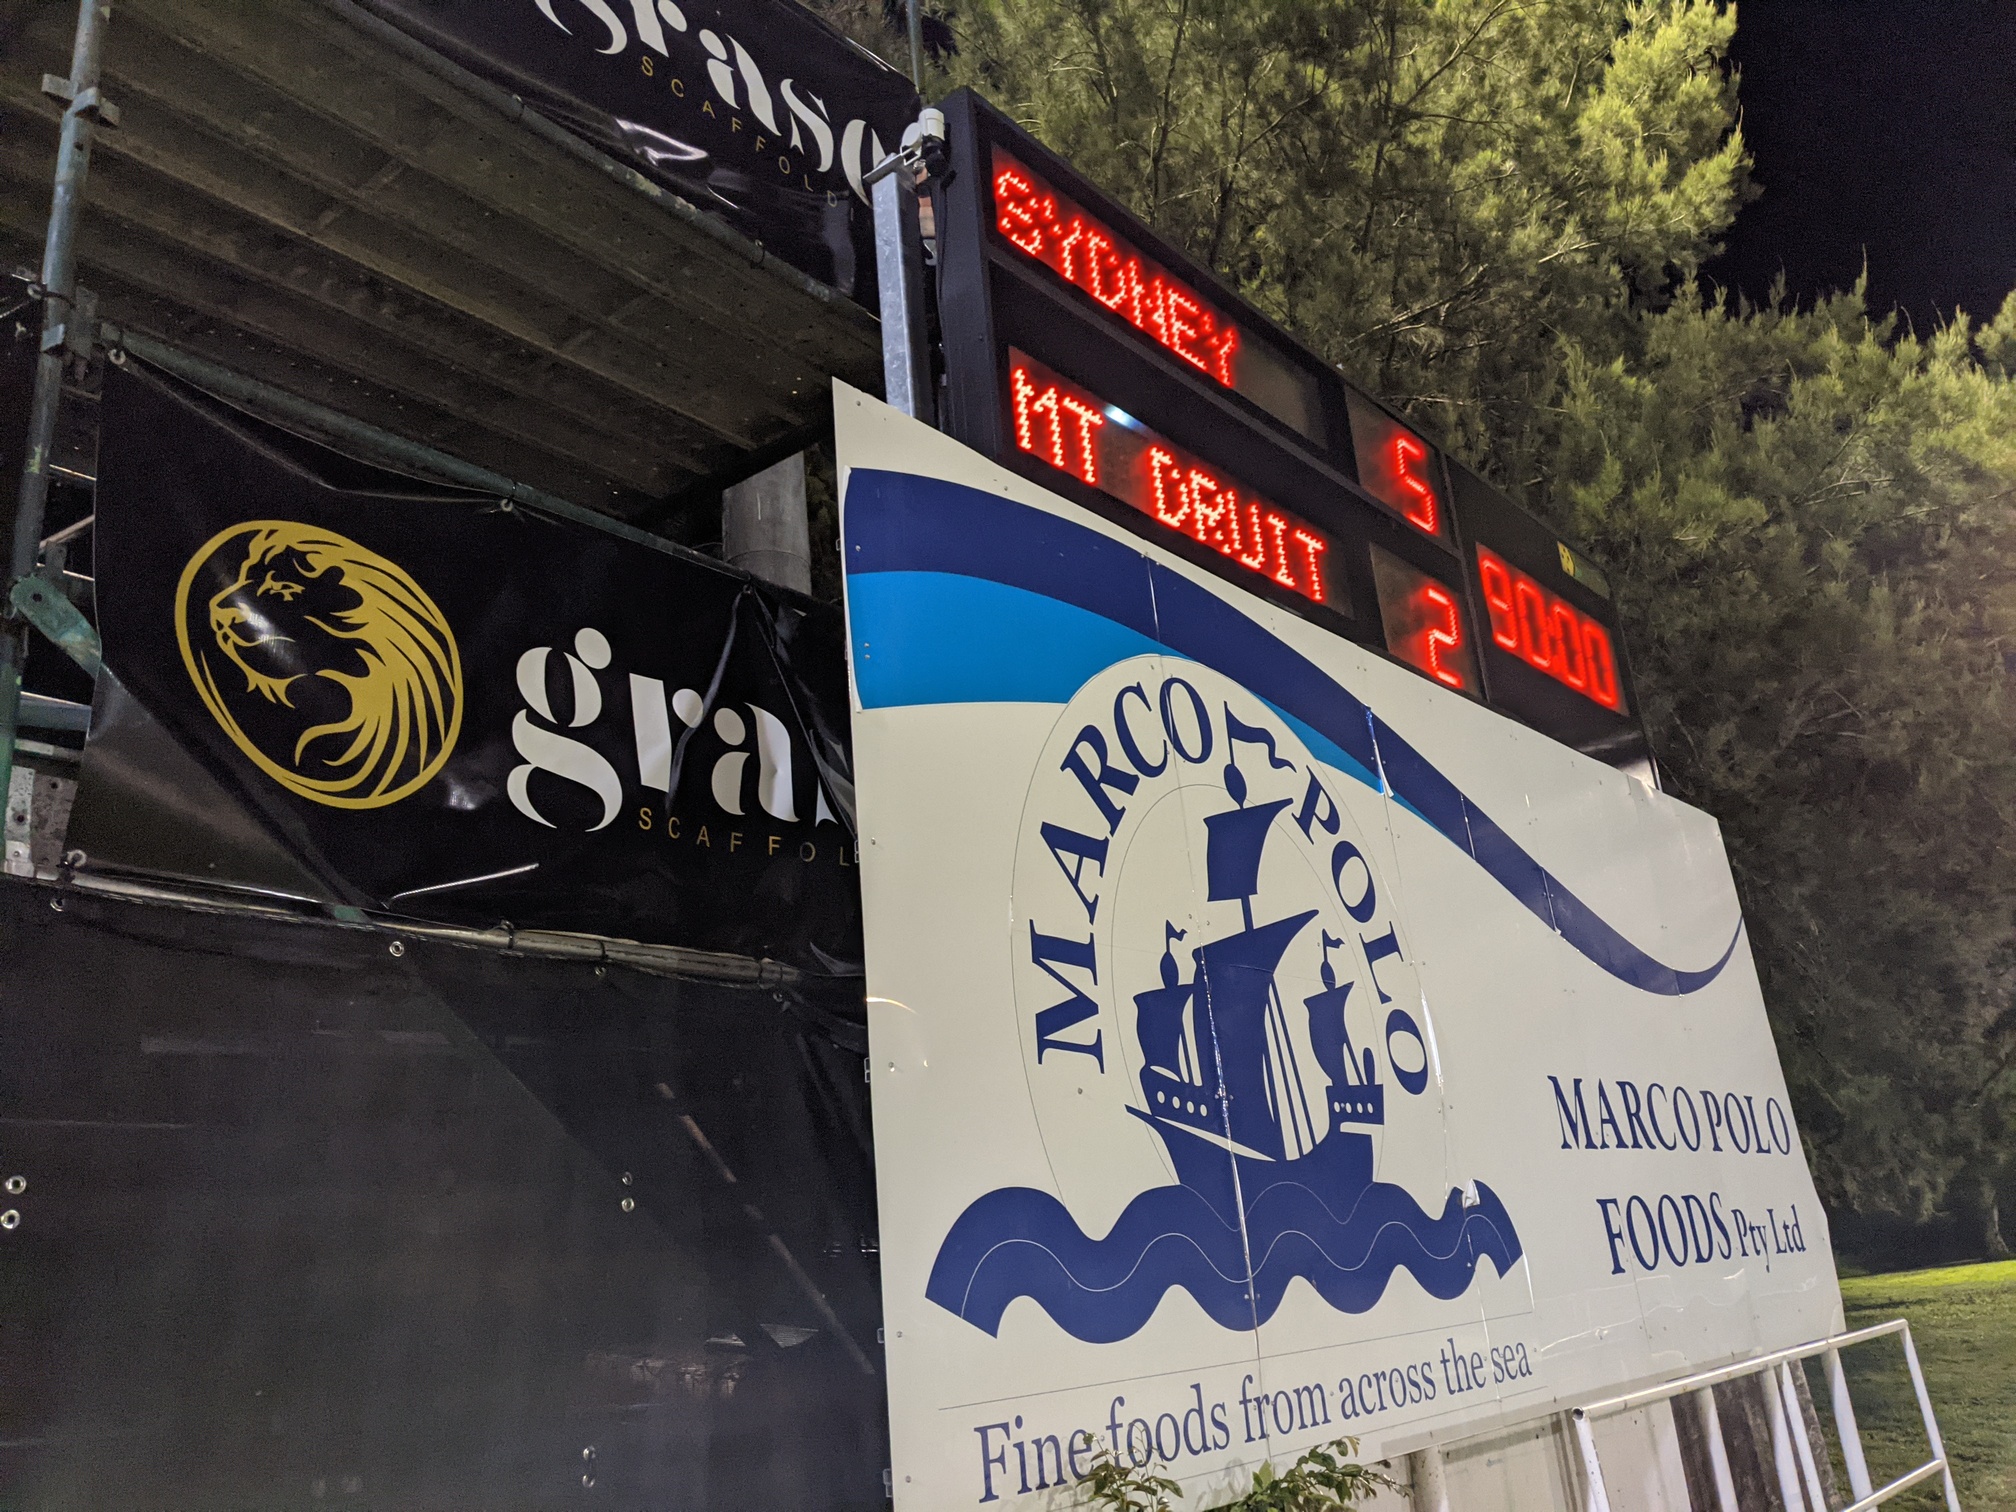 graso
SCAFFOLD
SYDNEY
5
MT DRUIT
2
90:00
gra
SCAFFOL
MARCO POLO
MARCO POLO
FOODS Pty Ltd
Fine foods from across the sea